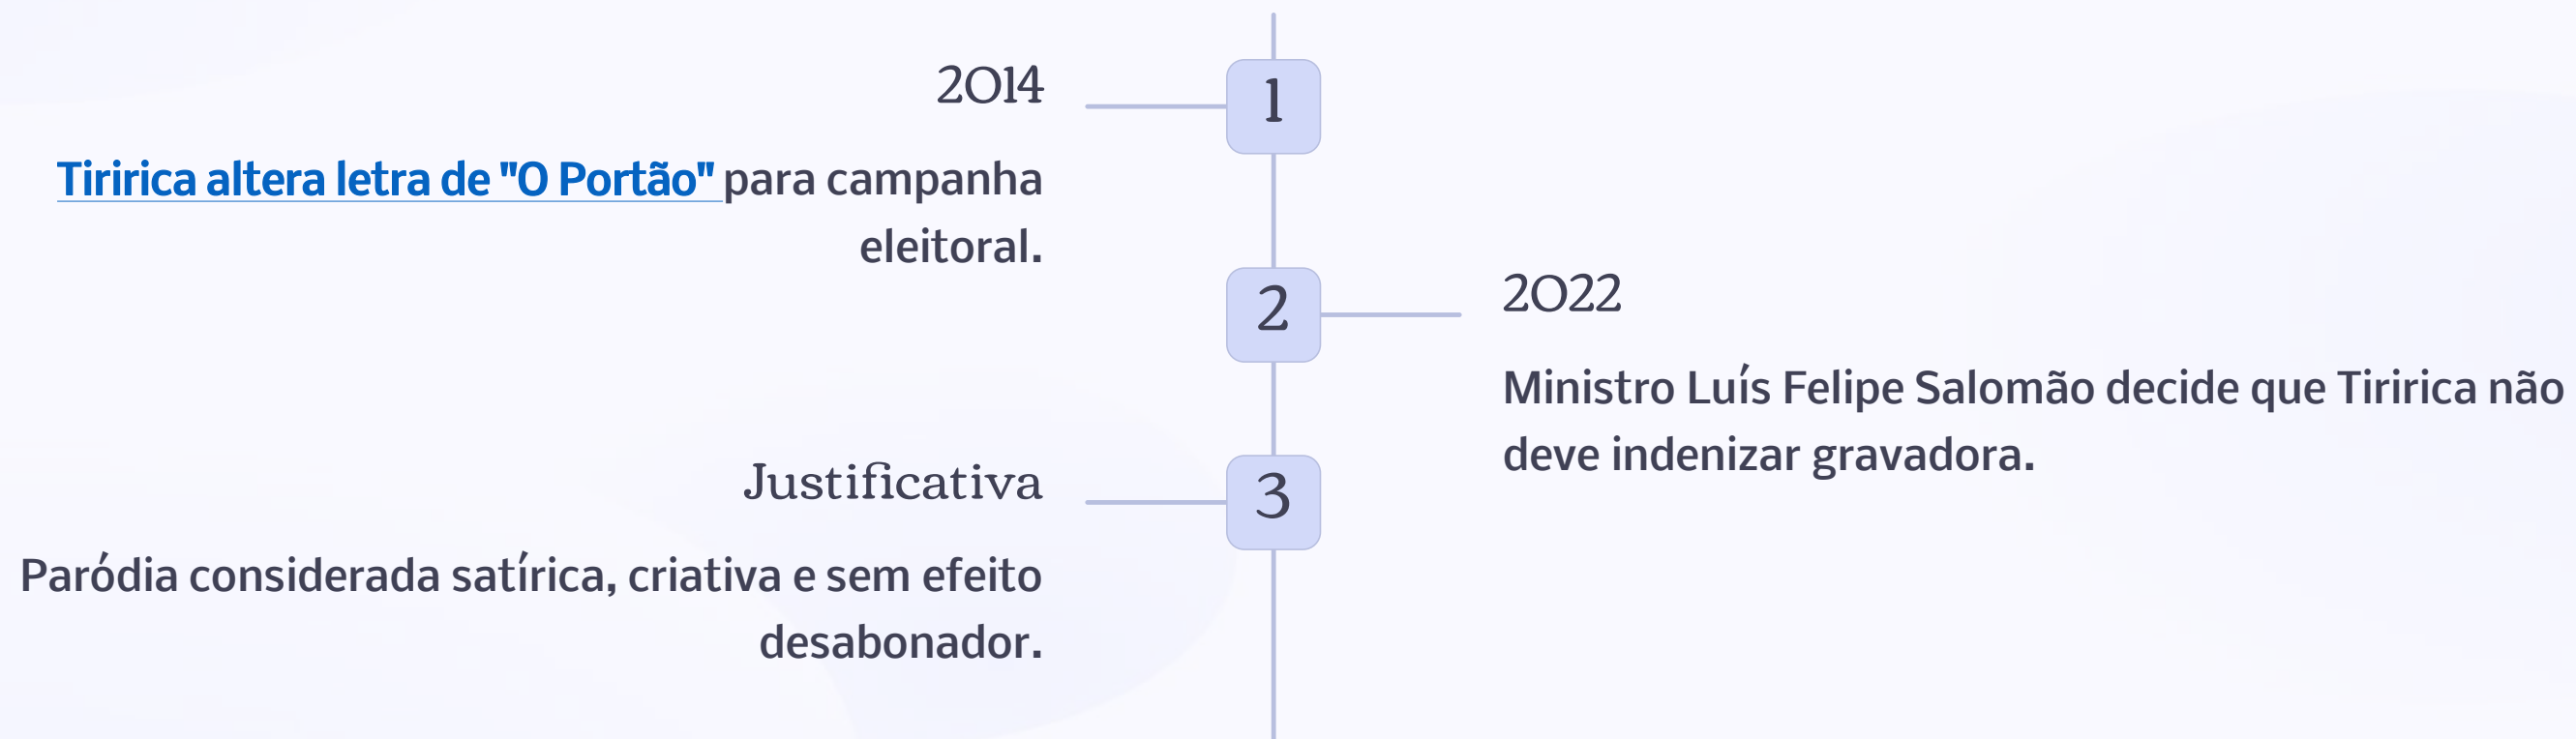 2014
1
Tiririca altera letra de "O Portão" para campanha
eleitoral.
2
2022
Ministro Luís Felipe Salomão decide que Tiririca não
deve indenizar gravadora.
Justificativa
3
Paródia considerada satírica, criativa e sem efeito
desabonador.